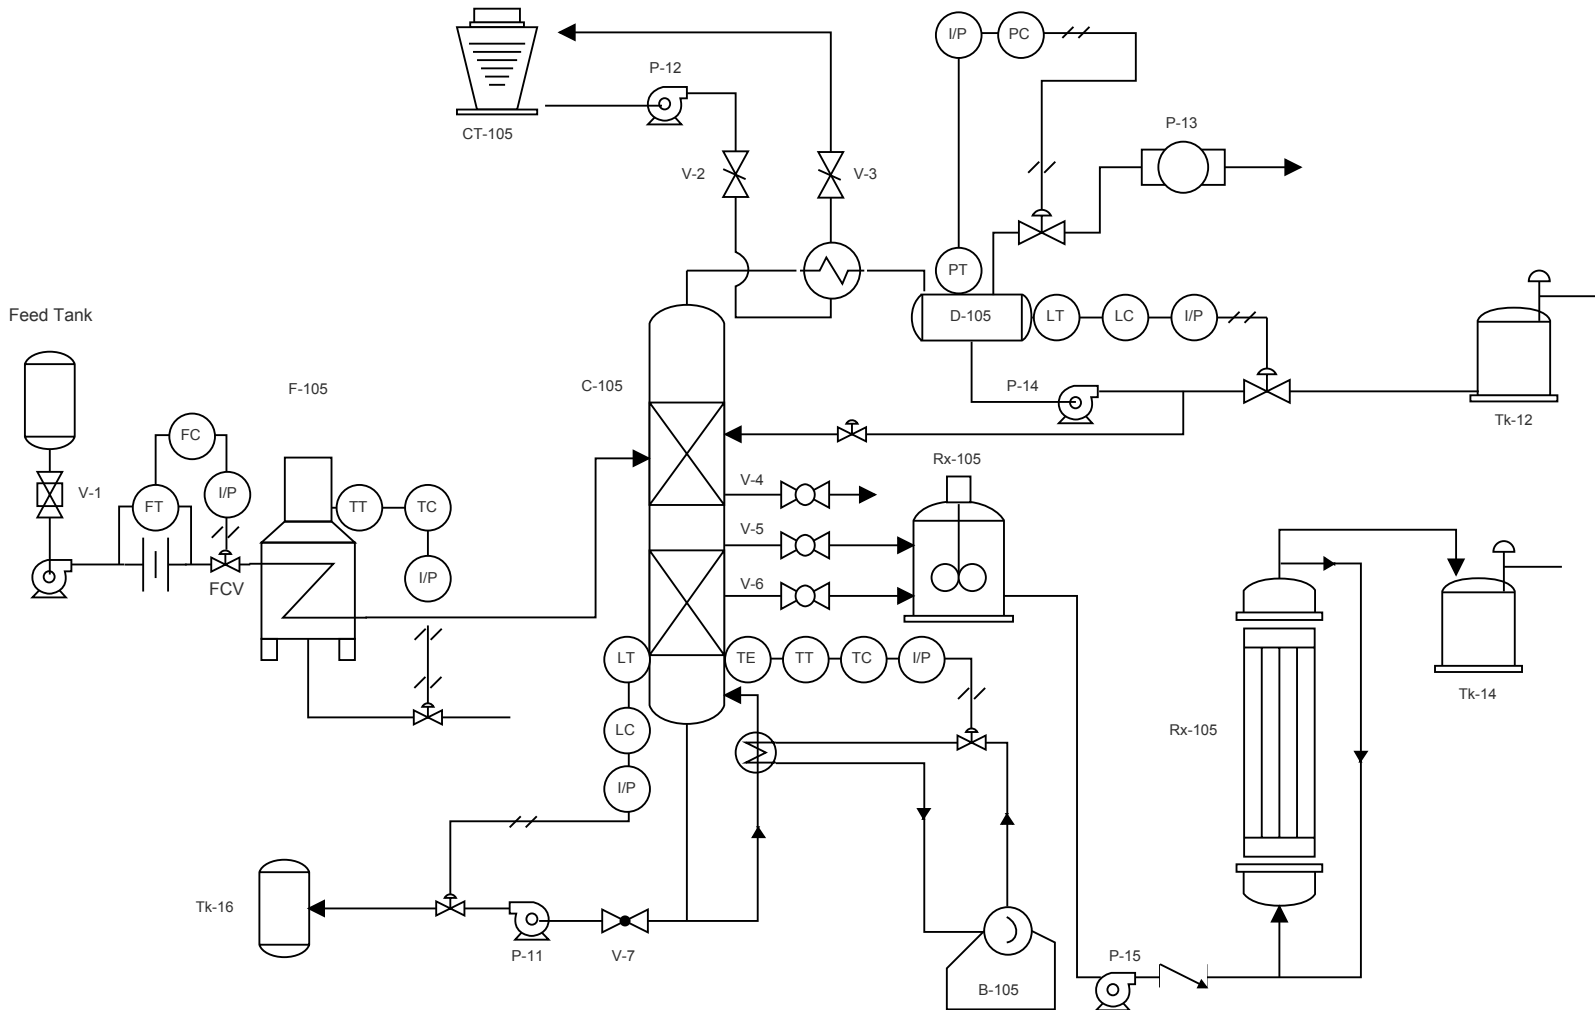 I/P
PC
P-12
CT-105
P-13
V-2
V-3
PT
Feed Tank
D-105
LT
LC
I/P
F-105
C-105
P-14
Tk-12
FC
Rx-105
V-1
FT
I/P
TT
TC
V-4
V-5
FCV
I/P
V-6
LT
TE
TT
TC
I/P
Tk-14
LC
Rx-105
I/P
Tk-16
P-11
V-7
P-15
B-105